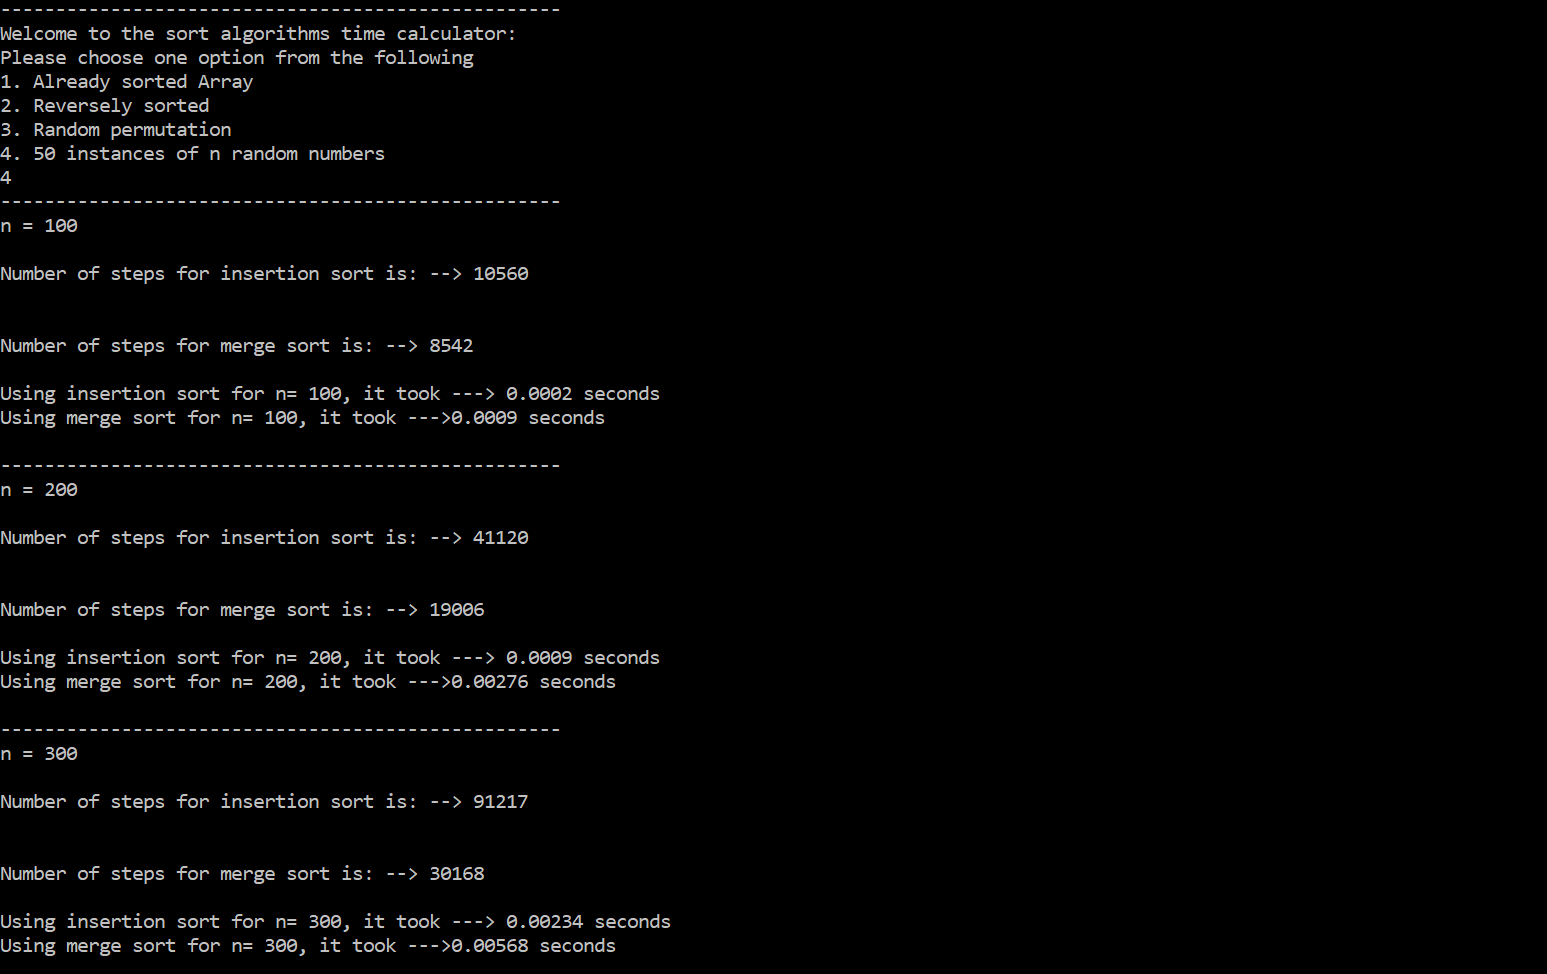 ---------------------------------------------------
Welcome to the sort algorithms time calculator:
Please choose one option from the following
1. Already sorted Array
2. Reversely sorted
3. Random permutation
4. 50 instances of n random numbers
4
---------------------------------------------------
n = 100
Number of steps for insertion sort is: --> 10560
Number of steps for merge sort is: --> 8542
Using insertion sort for n= 100, it took ---> 0.0002 seconds
Using merge sort for n= 100, it took --->0.0009 seconds
---------------------------------------------------
n = 200
Number of steps for insertion sort is: --> 41120
Number of steps for merge sort is: --> 19006
Using insertion sort for n= 200, it took ---> 0.0009 seconds
Using merge sort for n= 200, it took --->0.00276 seconds
---------------------------------------------------
n = 300
Number of steps for insertion sort is: --> 91217
Number of steps for merge sort is: --> 30168
Using insertion sort for n= 300, it took ---> 0.00234 seconds
Using merge sort for n= 300, it took --->0.00568 seconds